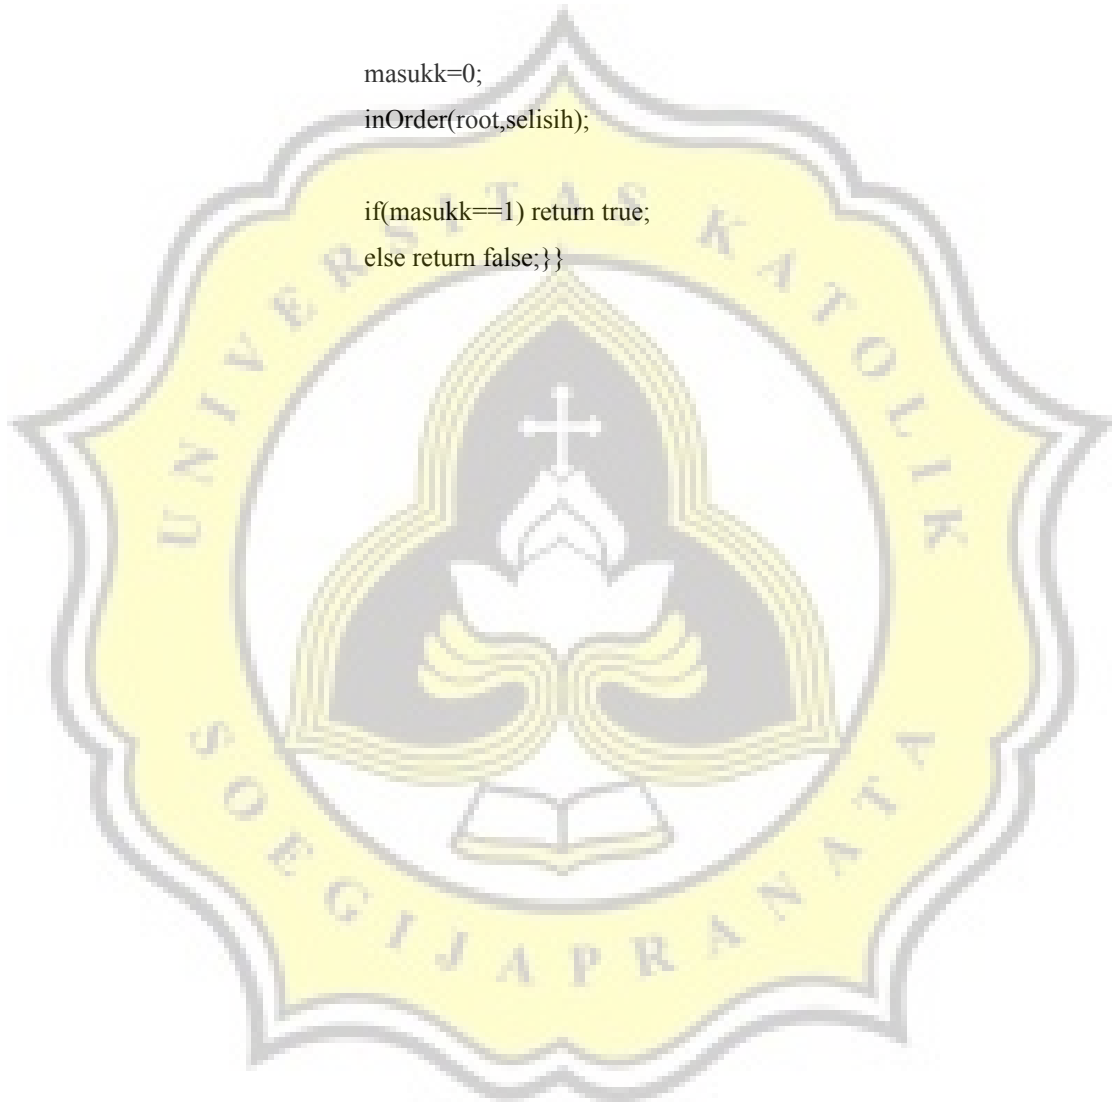 masukk=0;
inOrder(root,selisih);
if(masukk==1) return true;
else return false;}}
UNIVERSITAS KATOLIK
SOEGIJAPRANATA